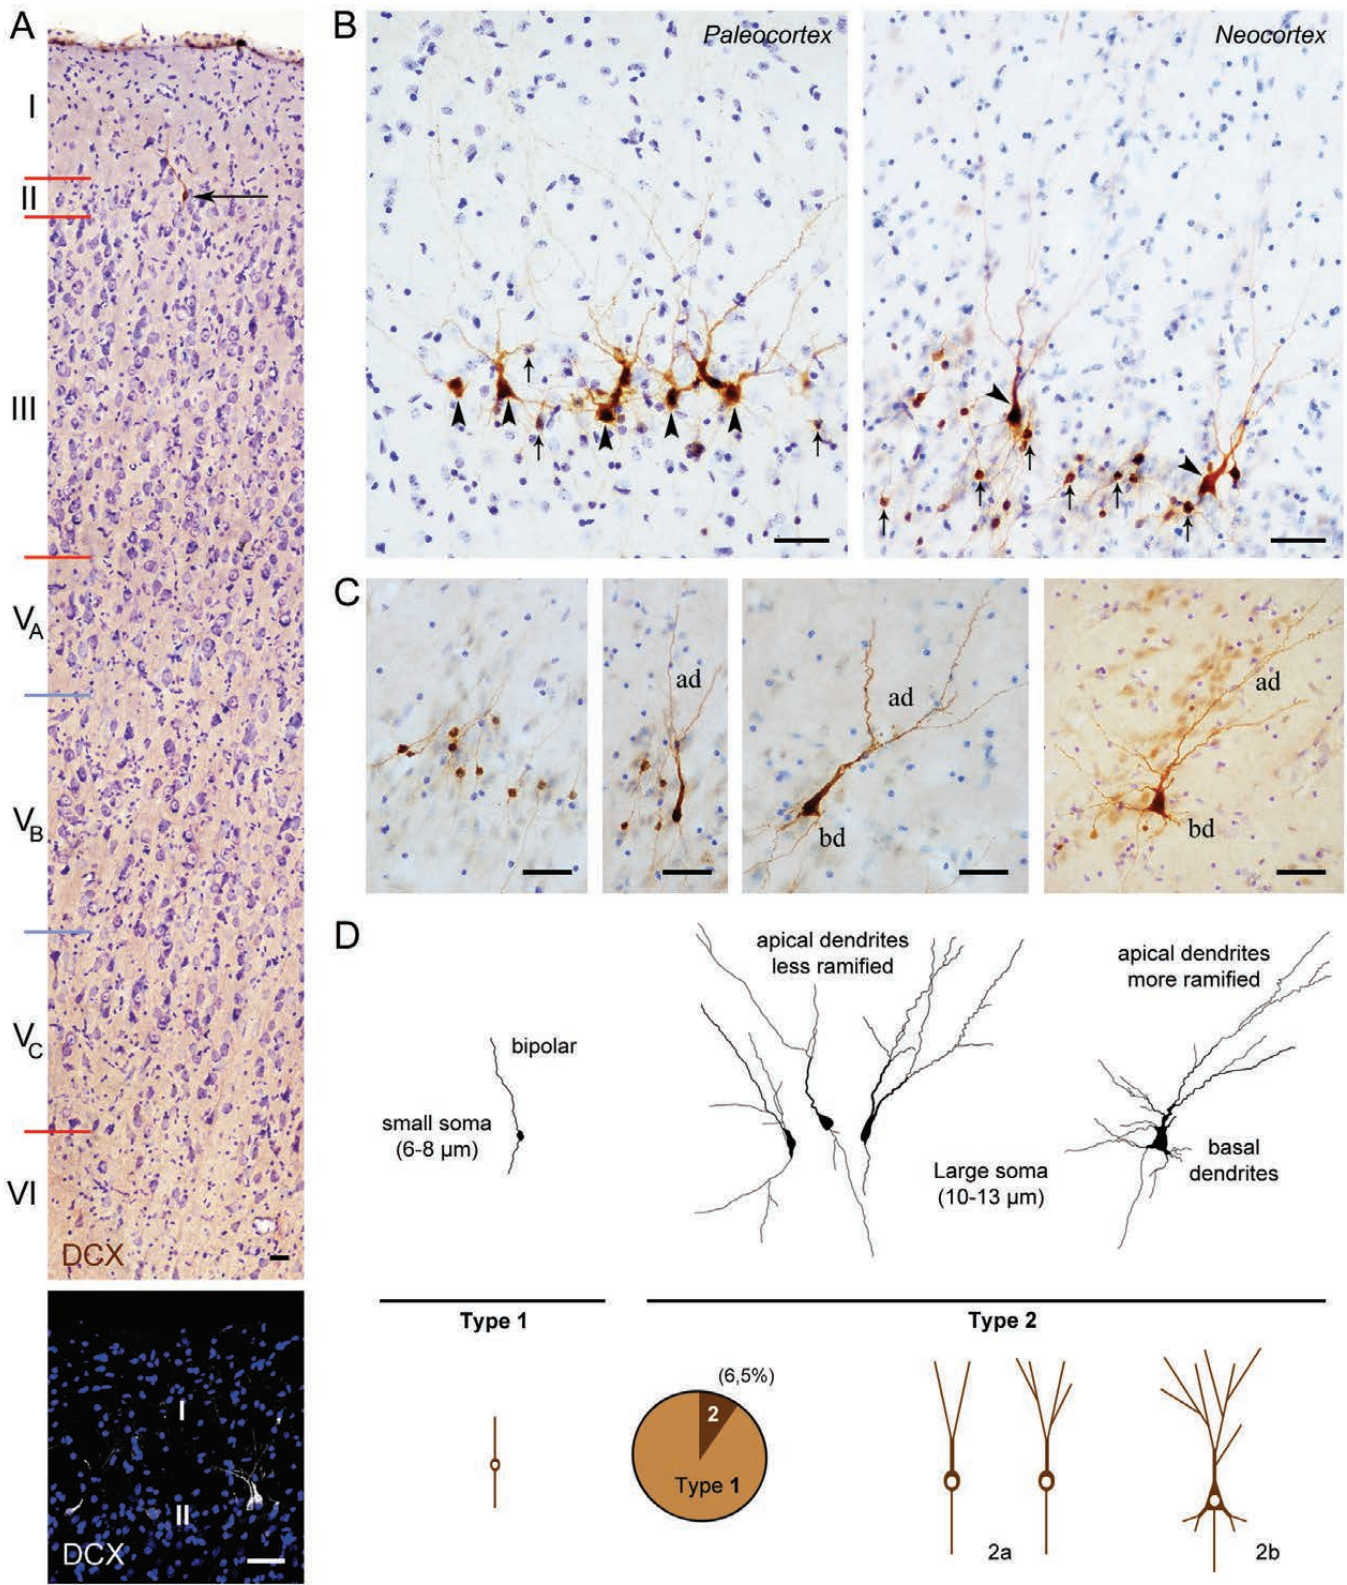 A
I
II
III
VA
VB
VC
VI
DCX
I
II
DCX
B
Paleocortex
Neocortex
C
ad
ad
bd
ad
bd
D
bipolar
small soma
(6-8 µm)
apical dendrites
less ramified
apical dendrites
more ramified
Large soma
(10-13 µm)
basal
dendrites
Type 1
Type 2
(6,5%)
2
Type 1
2a
2b